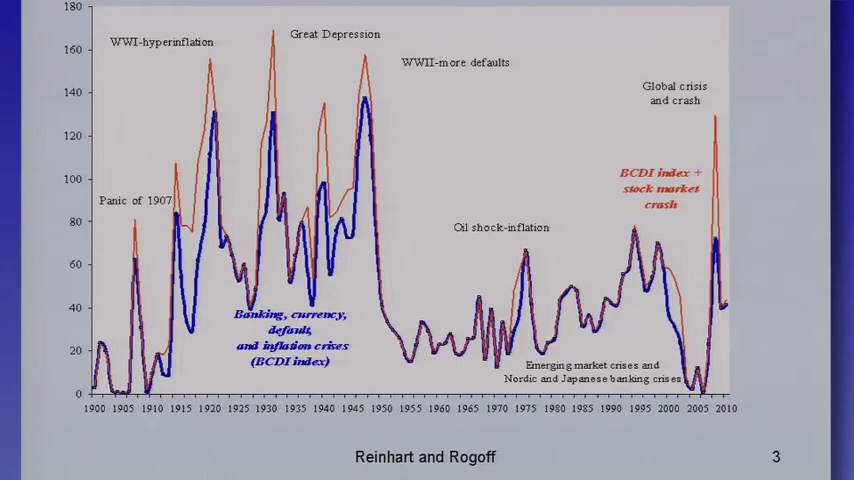 180
160
140
120
100
80
60
40
20
0
WWI-hyperinflation
Great Depression
WWII-more defaults
Global crisis
and crash
Panic of 1907
BCDI index +
stock market
crash
Oil shock-inflation
Banking, currency,
default,
and inflation crises
(BCDI index)
Emerging market crises and
Nordic and Japanese banking crises
1900 1905 1910 1915 1920 1925 1930 1935 1940 1945 1950 1955 1960 1965 1970 1975 1980 1985 1990 1995 2000 2005 2010
Reinhart and Rogoff
3